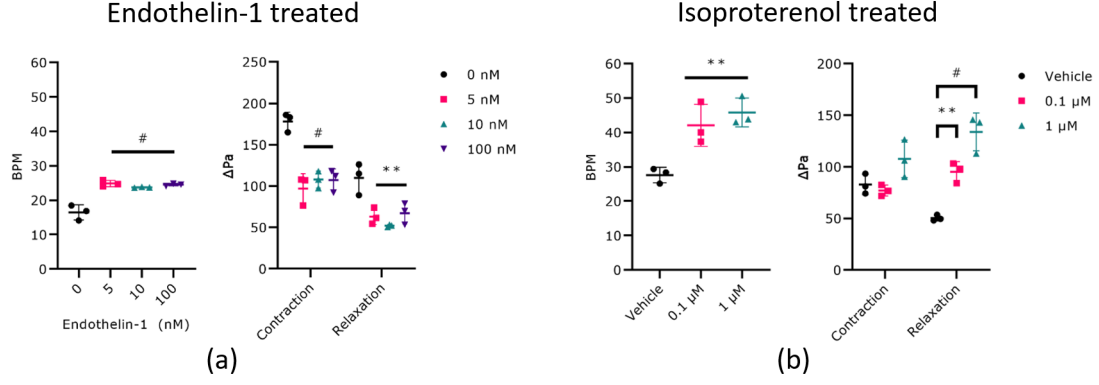 Endothelin-1 treated
Isoproterenol treated
BPM
60
50
40
30
20
10
0
#
0
5
10
100
Endothelin-1 (nM)
ΔPa
250
200
150
100
50
0
#
**
Contraction
Relaxation
0 nM
5 nM
10 nM
100 nM
(a)
BPM
60
50
40
30
20
10
0
**
Vehicle
0.1 μM
1 μM
ΔPa
200
150
100
50
0
#
**
Contraction
Relaxation
Vehicle
0.1 μM
1 μM
(b)